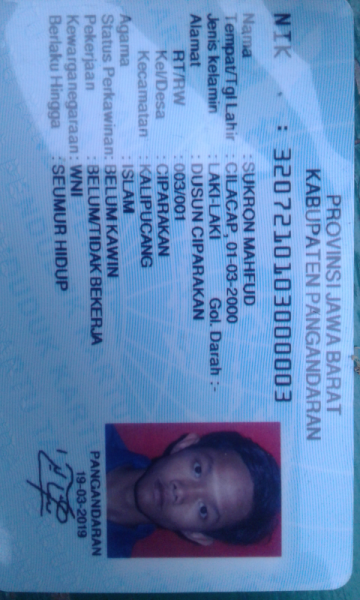 PROVINSI JAWA BARAT
KABUPATEN PANGANDARAN
NIK : 3207210103000003
Nama : SUKRON MAHFUD
Tempat/Tgl Lahir : CILACAP, 01-03-2000
Jenis kelamin : LAKI-LAKI Gol. Darah :-
Alamat : DUSUN CIPARAKAN
RT/RW : 003/001
Kel/Desa : CIPARAKAN
Kecamatan : KALIPUCANG
Agama : ISLAM
Status Perkawinan: BELUM KAWIN
Pekerjaan : BELUM/TIDAK BEKERJA
Kewarganegaraan: WNI
Berlaku Hingga : SEUMUR HIDUP
PANGANDARAN
19-03-2019